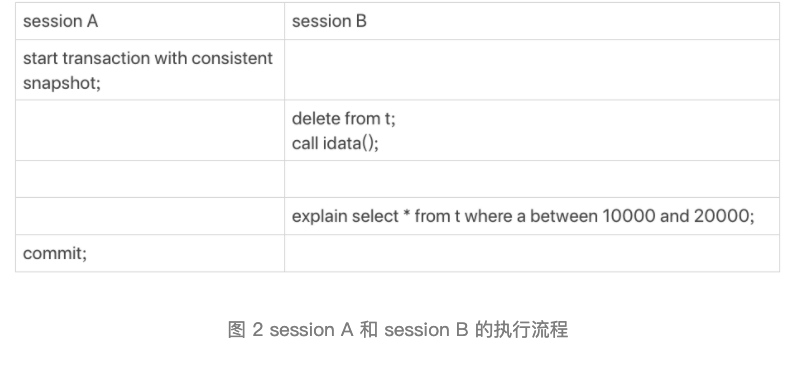 session A
session B
start transaction with consistent
snapshot;
delete from t;
call idata();
explain select * from t where a between 10000 and 20000;
commit;
图 2 session A 和 session B 的执行流程